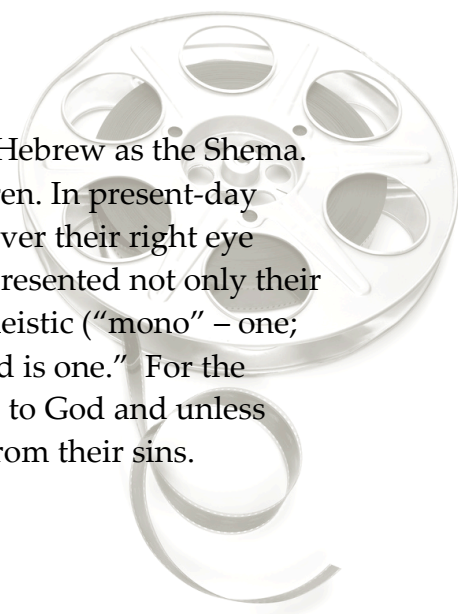 Hebrew as the Shema.
en. In present-day
ver their right eye
resented not only their
eistic (“mono” – one;
d is one.”  For the
to God and unless
rom their sins.